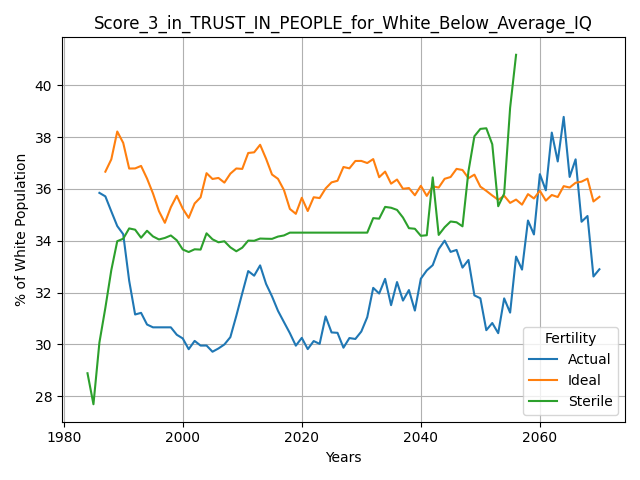 Score_3_in_TRUST_IN_PEOPLE_for_White_Below_Average_IQ
% of White Population
40
38
36
34
32
30
28
1980
2000
2020
2040
2060
Years
Fertility
Actual
Ideal
Sterile